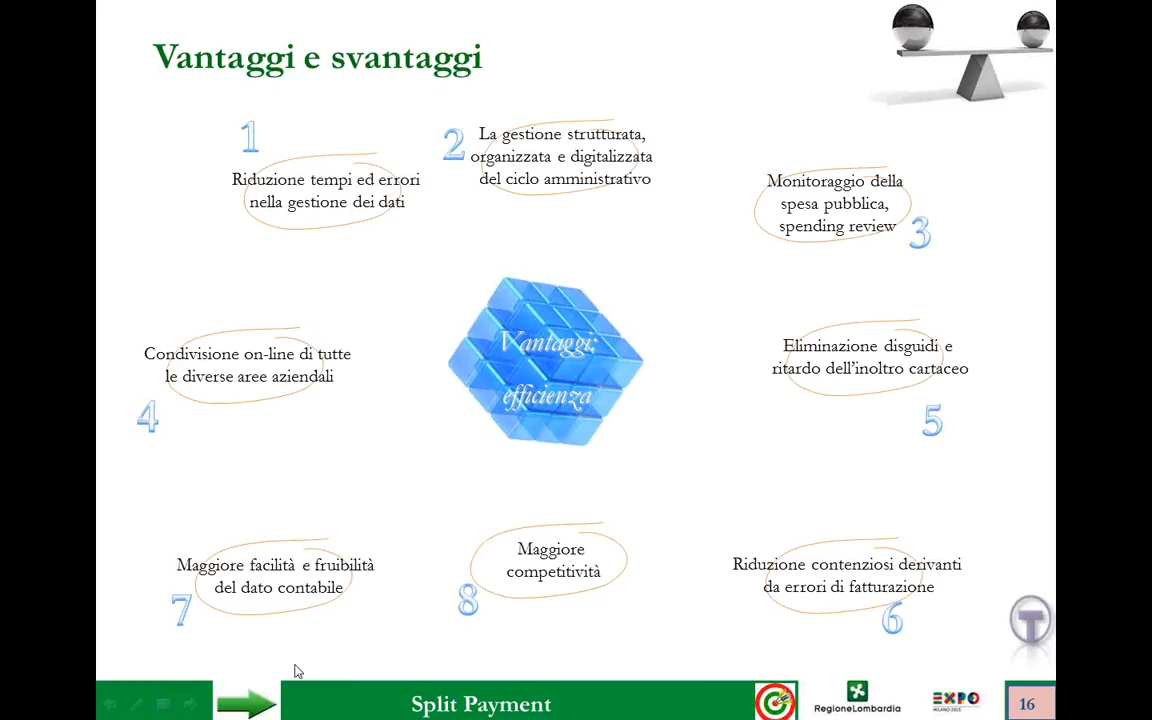 Vantaggi e svantaggi
1
Riduzione tempi ed errori
nella gestione dei dati
2
La gestione strutturata,
organizzata e digitalizzata
del ciclo amministrativo
Monitoraggio della
spesa pubblica,
spending review
3
Condivisione on-line di tutte
le diverse aree aziendali
4
Vantaggi:
efficienza
Eliminazione disguidi e
ritardo dell'inoltro cartaceo
5
Maggiore facilità e fruibilità
del dato contabile
7
Maggiore
competitività
8
Riduzione contenziosi derivanti
da errori di fatturazione
6
T
Split Payment
RegioneLombardia
EXPO
MILANO 2015
16